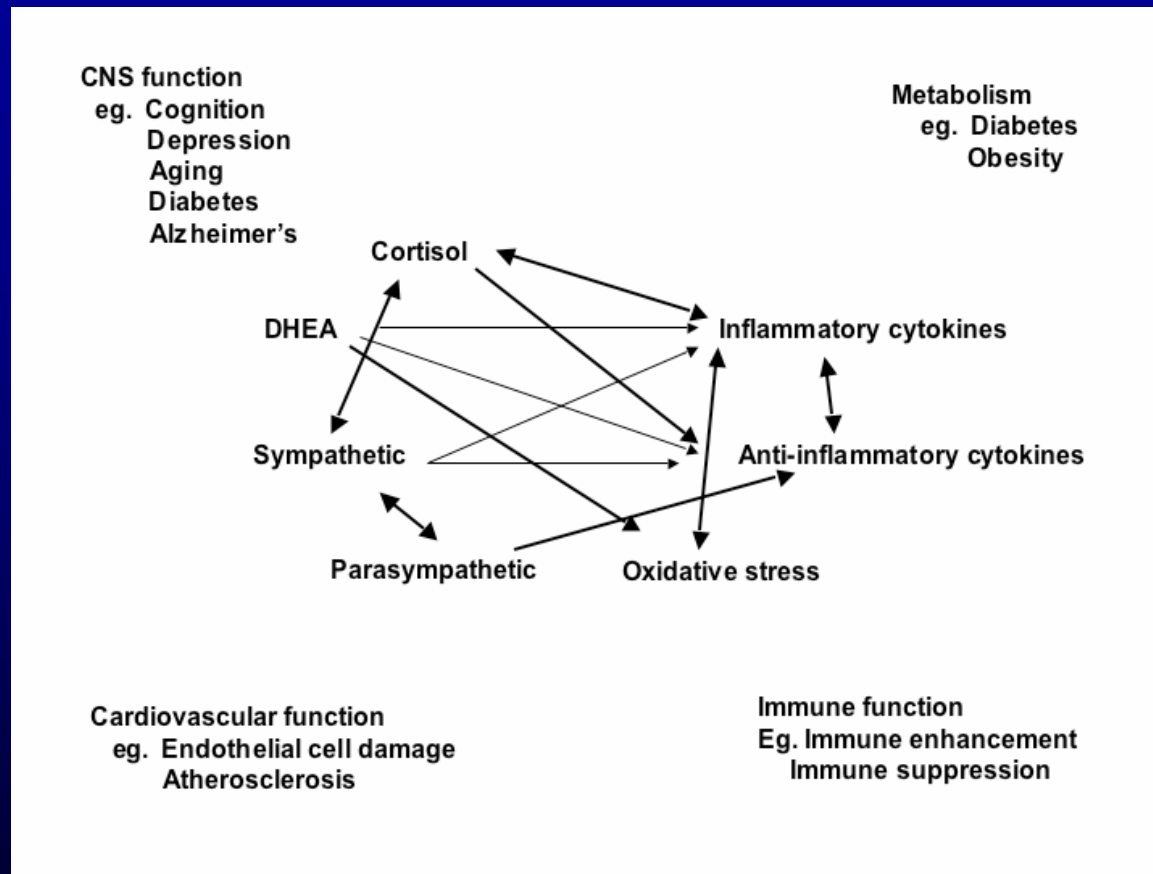 CNS function
eg. Cognition
Depression
Aging
Diabetes
Alzheimer's
Metabolism
eg. Diabetes
Obesity
Cortisol
DHEA
Inflammatory cytokines
Sympathetic
Anti-inflammatory cytokines
Parasympathetic
Oxidative stress
Cardiovascular function
eg. Endothelial cell damage
Atherosclerosis
Immune function
Eg. Immune enhancement
Immune suppression